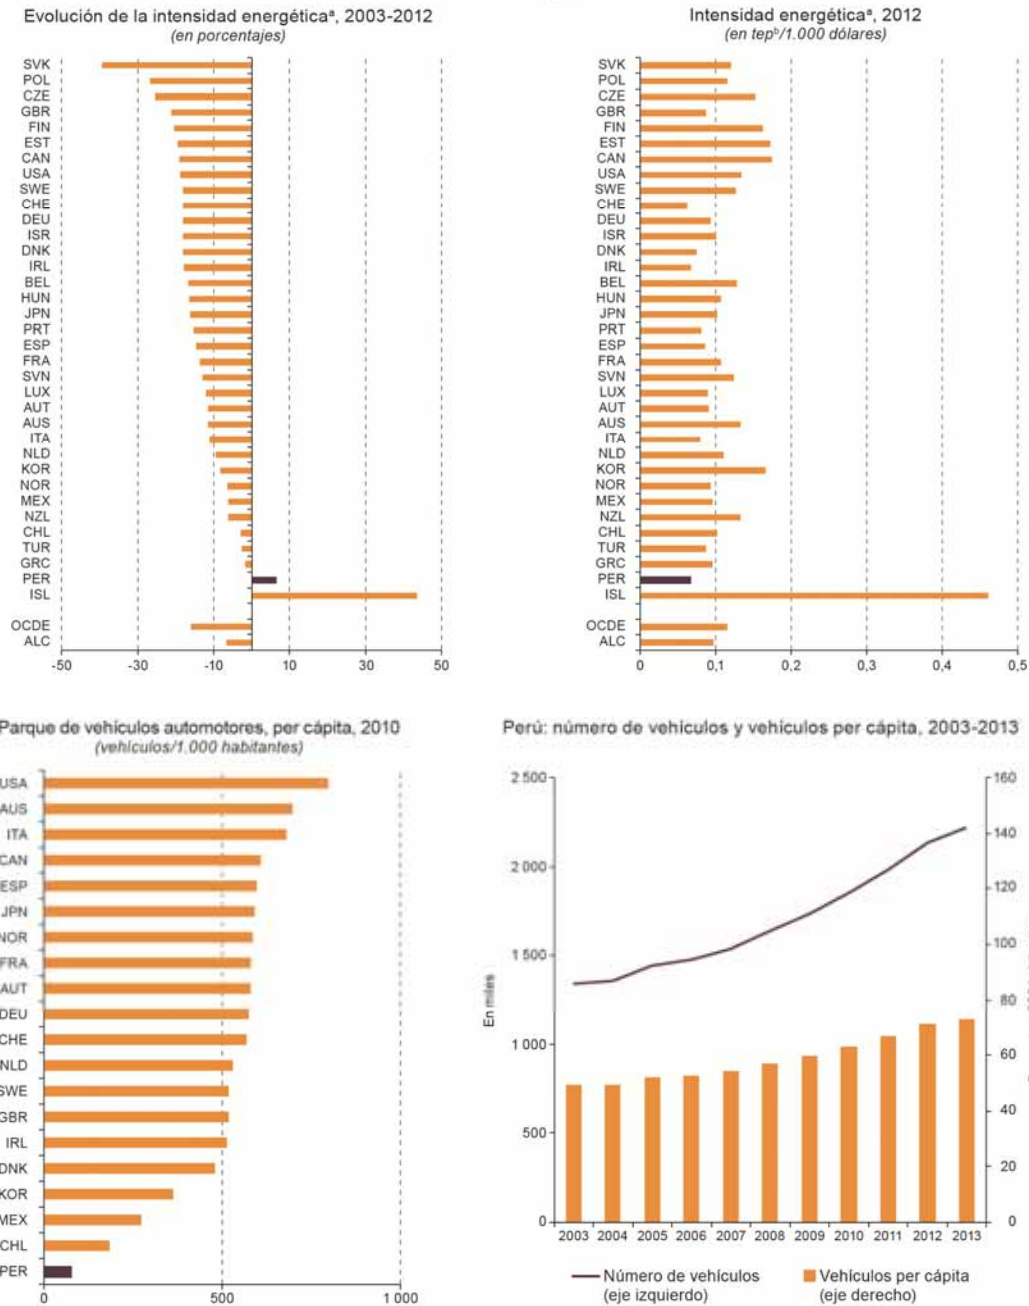 Evolución de la intensidad energéticaª, 2003-2012
(en porcentajes)
SVK
POL
CZE
GBR
FIN
EST
CAN
USA
SWE
CHE
DEU
ISR
DNK
IRL
BEL
HUN
JPN
PRT
ESP
FRA
SVN
LUX
AUT
AUS
ITA
NLD
KOR
NOR
MEX
NZL
CHL
TUR
GRC
PER
ISL
OCDE
ALC
-50 -30 -10 10 30 50
Intensidad energéticaª, 2012
(en tepᵇ/1.000 dólares)
SVK
POL
CZE
GBR
FIN
EST
CAN
USA
SWE
CHE
DEU
ISR
DNK
IRL
BEL
HUN
JPN
PRT
ESP
FRA
SVN
LUX
AUT
AUS
ITA
NLD
KOR
NOR
MEX
NZL
CHL
TUR
GRC
PER
ISL
OCDE
ALC
0 0,1 0,2 0,3 0,4 0,5
Parque de vehículos automotores, per cápita, 2010
(vehículos/1.000 habitantes)
USA
AUS
ITA
CAN
ESP
JPN
NOR
FRA
AUT
DEU
CHE
NLD
SWE
GBR
IRL
DNK
KOR
MEX
CHL
PER
0 500 1 000
Perú: número de vehículos y vehículos per cápita, 2003-2013
2 500
2 000
1 500
1 000
500
0
En miles
160
140
120
100
80
60
40
20
0
2003 2004 2005 2006 2007 2008 2009 2010 2011 2012 2013
Número de vehículos
(eje izquierdo)
Vehículos per cápita
(eje derecho)